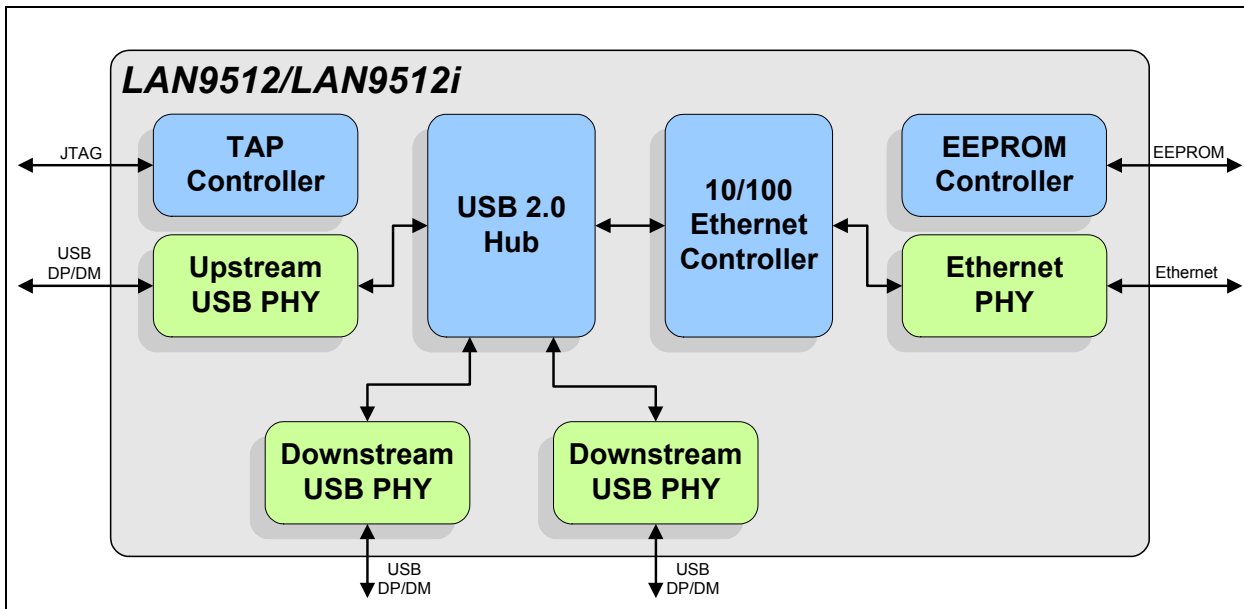 LAN9512/LAN9512i
JTAG
TAP
Controller
USB 2.0
Hub
10/100
Ethernet
Controller
EEPROM
Controller
EEPROM
USB
DP/DM
Upstream
USB PHY
Ethernet
PHY
Ethernet
Downstream
USB PHY
Downstream
USB PHY
USB
DP/DM
USB
DP/DM